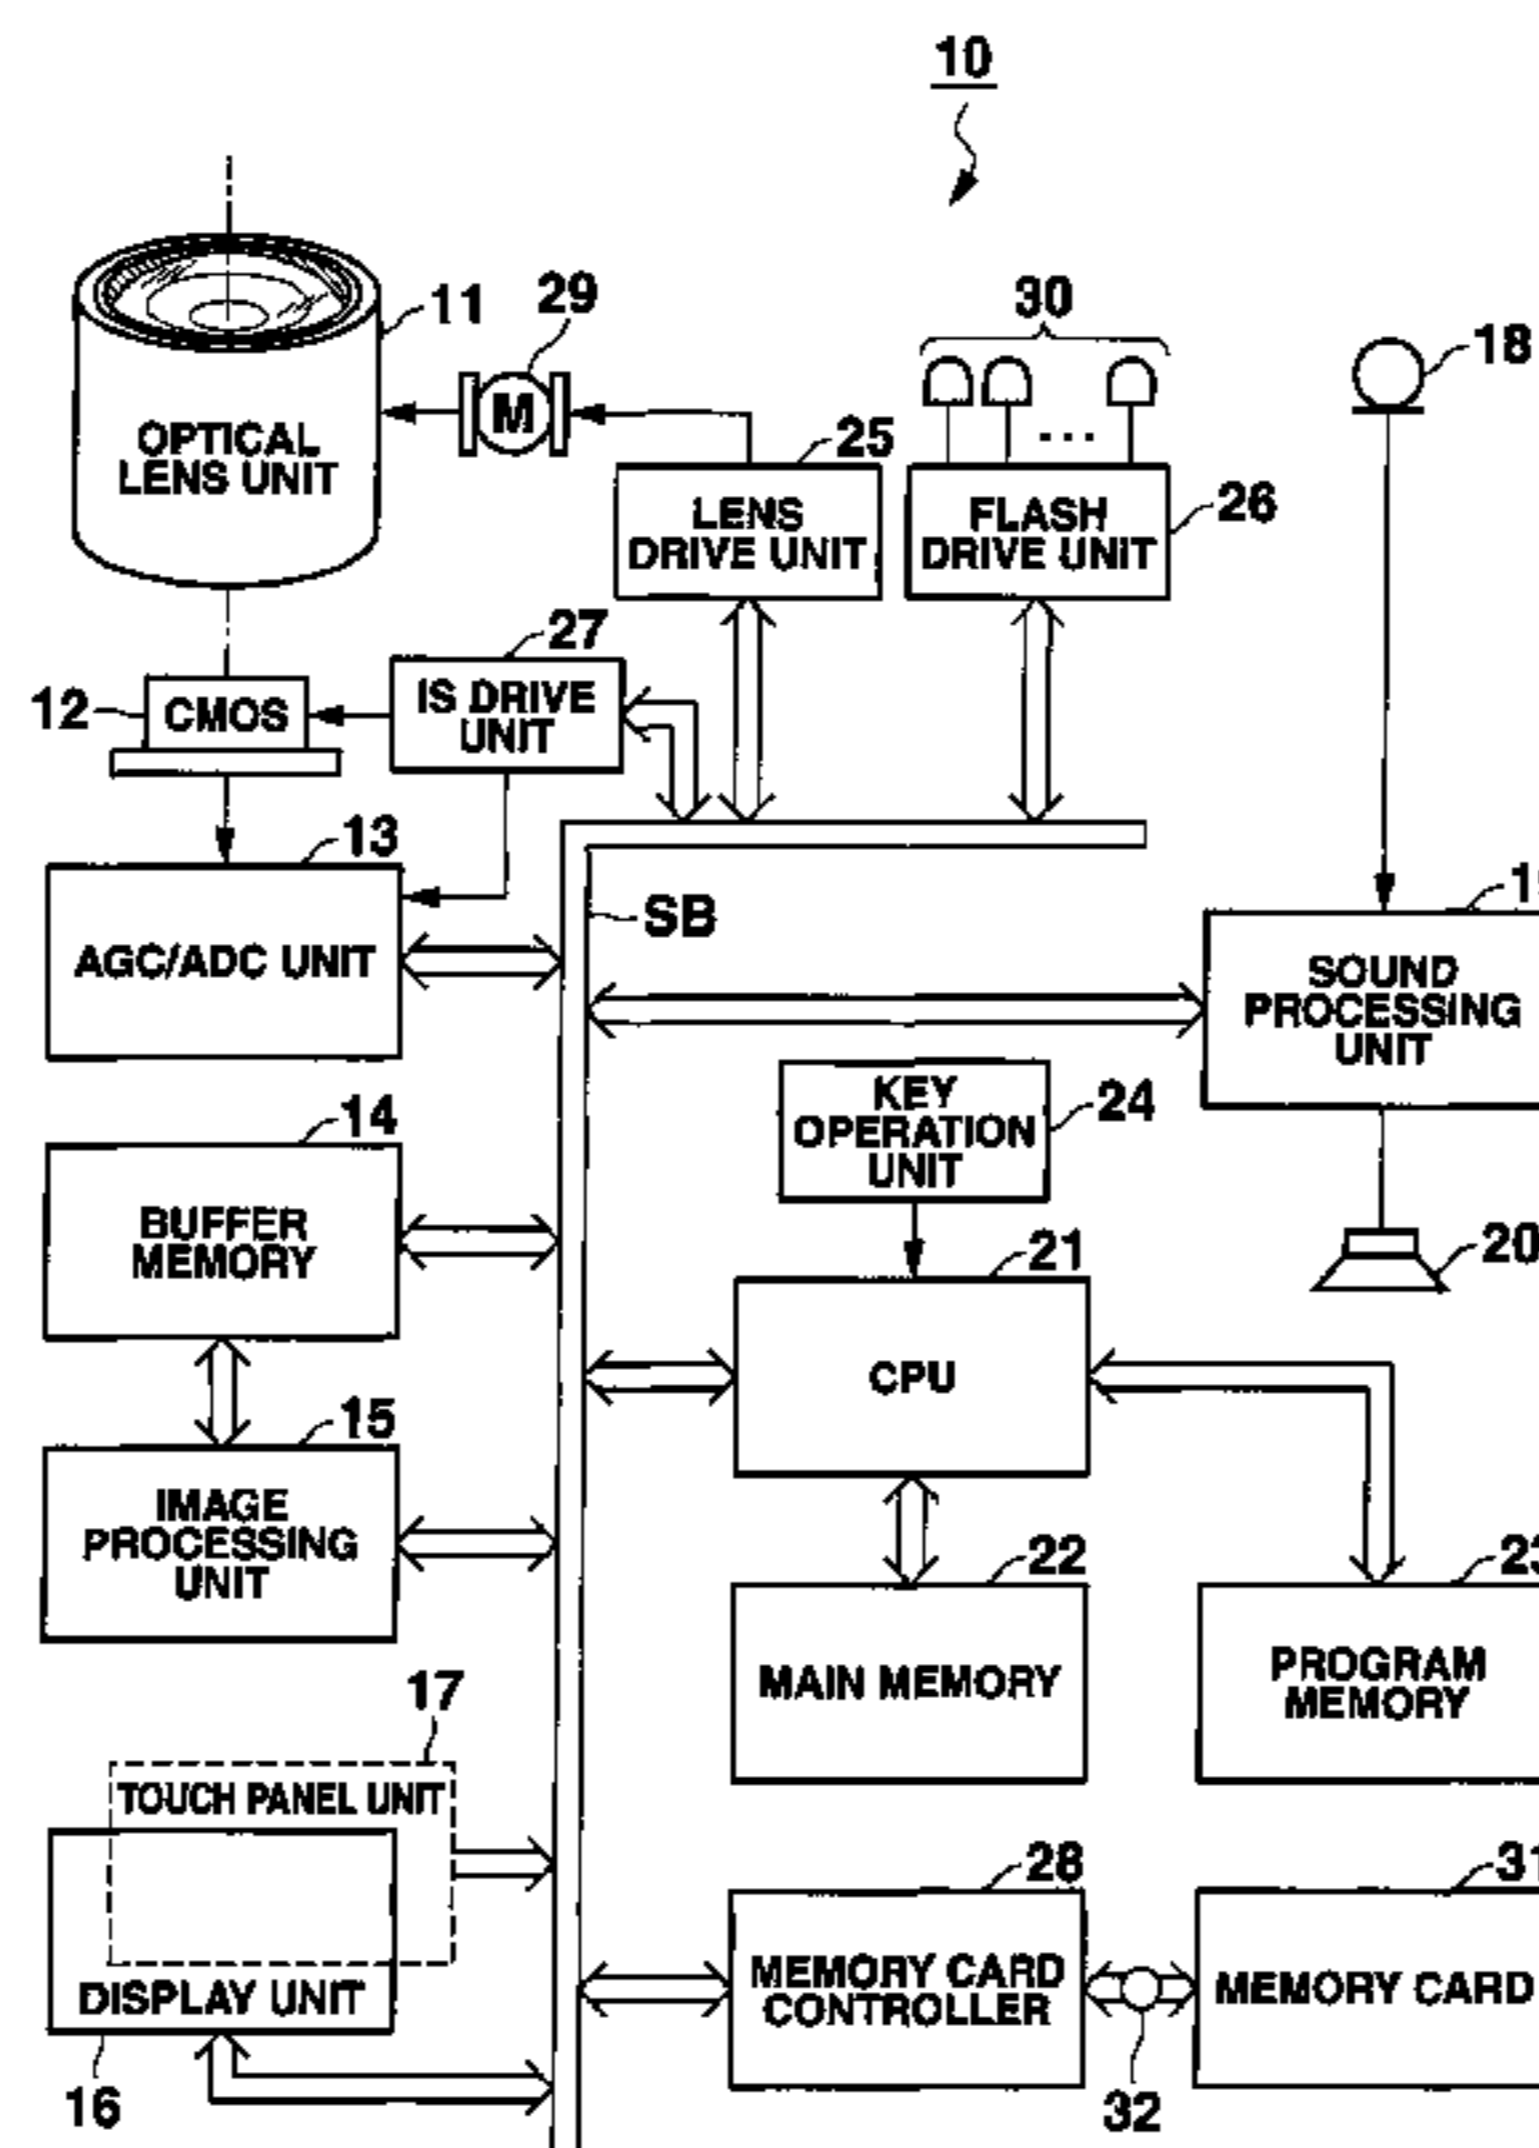 10
11
29
30
18
OPTICAL
LENS UNIT
M
25
LENS
DRIVE UNIT
FLASH
DRIVE UNIT
26
27
12
CMOS
IS DRIVE
UNIT
13
AGC/ADC UNIT
SB
SOUND
PROCESSING
UNIT
14
KEY
OPERATION
UNIT
24
BUFFER
MEMORY
21
20
CPU
15
IMAGE
PROCESSING
UNIT
22
MAIN MEMORY
PROGRAM
MEMORY
17
TOUCH PANEL UNIT
DISPLAY UNIT
16
28
MEMORY CARD
CONTROLLER
31
MEMORY CARD
32